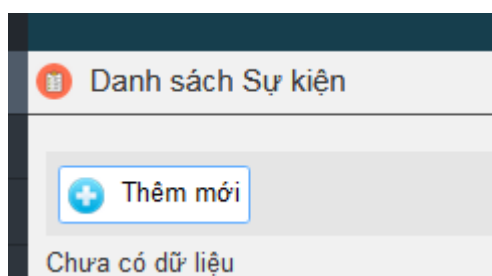 Danh sách Sự kiện
Thêm mới
Chưa có dữ liệu